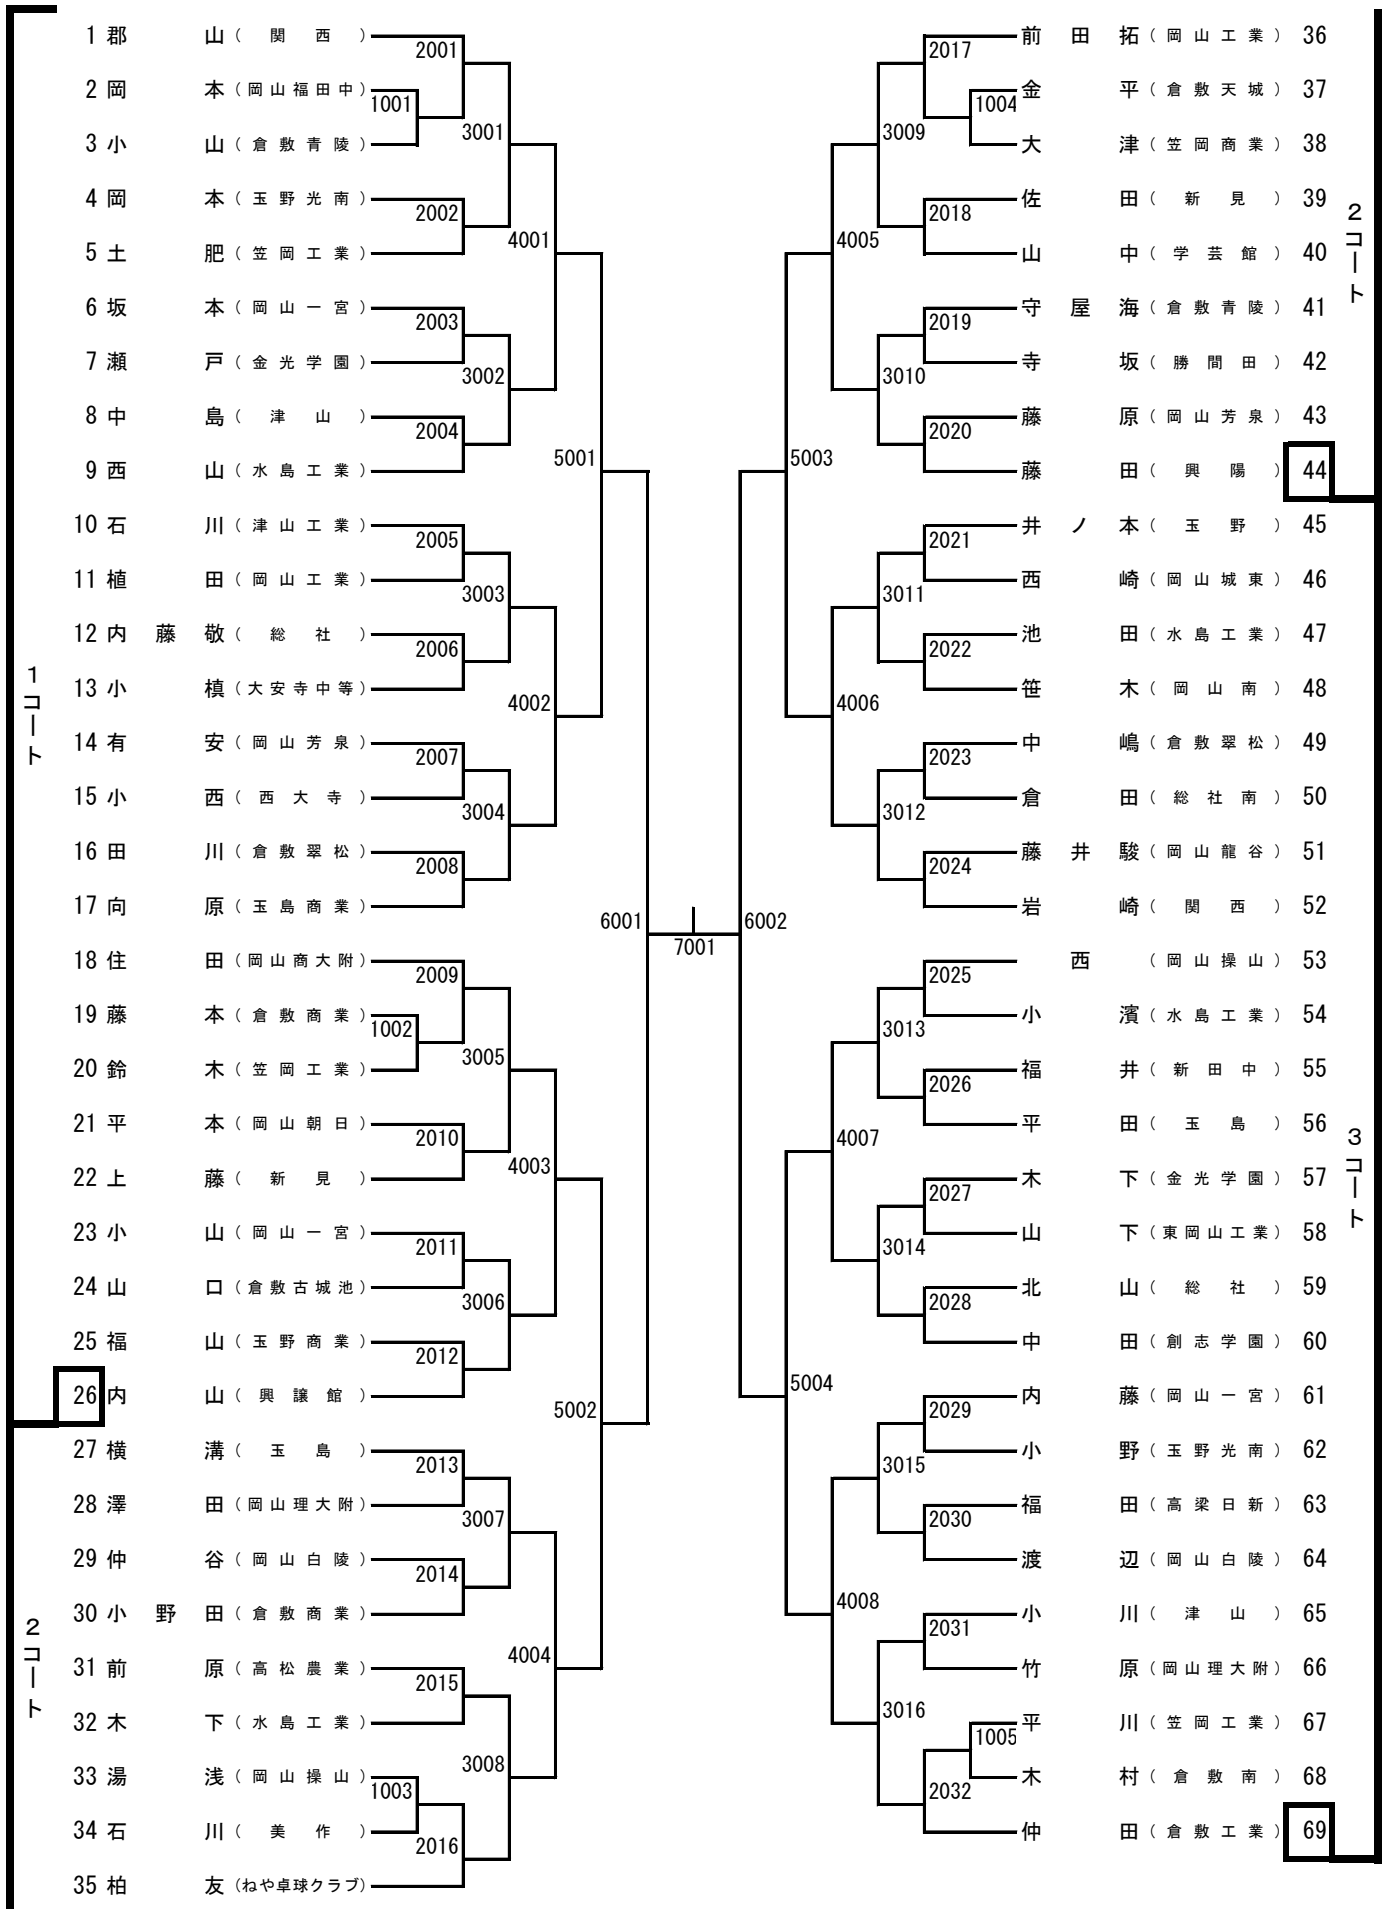 1 郡山（関西）
2001
2 岡本（岡山福田中）
1001
3 小山（倉敷青陵）
3001
4 岡本（玉野光南）
2002
4001
5 土肥（笠岡工業）
6 坂本（岡山一宮）
2003
7 瀬戸（金光学園）
3002
8 中島（津山）
2004
5001
9 西山（水島工業）
10 石川（津山工業）
2005
11 植田（岡山工業）
3003
12 内藤敬（総社）
2006
13 小槙（大安寺中等）
4002
14 有安（岡山芳泉）
2007
15 小西（西大寺）
3004
16 田川（倉敷翠松）
2008
17 向原（玉島商業）
6001
7001
18 住田（岡山商大附）
2009
19 藤本（倉敷商業）
1002
20 鈴木（笠岡工業）
3005
21 平本（岡山朝日）
2010
4003
22 上藤（新見）
23 小山（岡山一宮）
2011
24 山口（倉敷古城池）
3006
25 福山（玉野商業）
2012
26 内山（興譲館）
5002
27 横溝（玉島）
2013
28 澤田（岡山理大附）
3007
29 仲谷（岡山白陵）
2014
30 小野田（倉敷商業）
4004
31 前原（高松農業）
2015
32 木下（水島工業）
3008
33 湯浅（岡山操山）
1003
34 石川（美作）
2016
35 柏友（ねや卓球クラブ）
1コート
2コート
前田拓（岡山工業） 36
2017
金平（倉敷天城） 37
1004
3009
大津（笠岡商業） 38
佐田（新見） 39
2018
4005
山中（学芸館） 40
守屋海（倉敷青陵） 41
2019
寺坂（勝間田） 42
3010
藤原（岡山芳泉） 43
2020
5003
藤田（興陽） 44
井ノ本（玉野） 45
2021
西崎（岡山城東） 46
3011
池田（水島工業） 47
2022
笹木（岡山南） 48
4006
中嶋（倉敷翠松） 49
2023
倉田（総社南） 50
3012
藤井駿（岡山龍谷） 51
2024
岩崎（関西） 52
6002
西（岡山操山） 53
2025
小濱（水島工業） 54
3013
福井（新田中） 55
2026
平田（玉島） 56
4007
木下（金光学園） 57
2027
山下（東岡山工業） 58
3014
北山（総社） 59
2028
中田（創志学園） 60
5004
内藤（岡山一宮） 61
2029
小野（玉野光南） 62
3015
福田（高梁日新） 63
2030
渡辺（岡山白陵） 64
4008
小川（津山） 65
2031
竹原（岡山理大附） 66
3016
平川（笠岡工業） 67
1005
木村（倉敷南） 68
2032
仲田（倉敷工業） 69
2コート
3コート